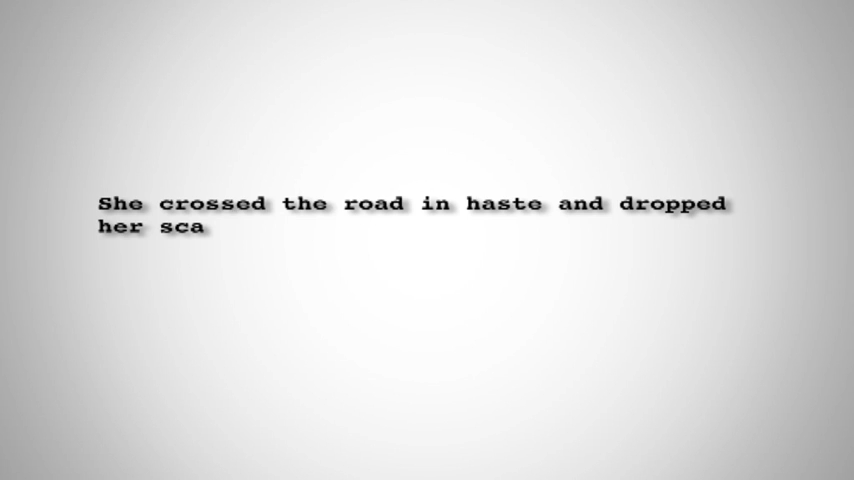 She crossed the road in haste and dropped
her sca